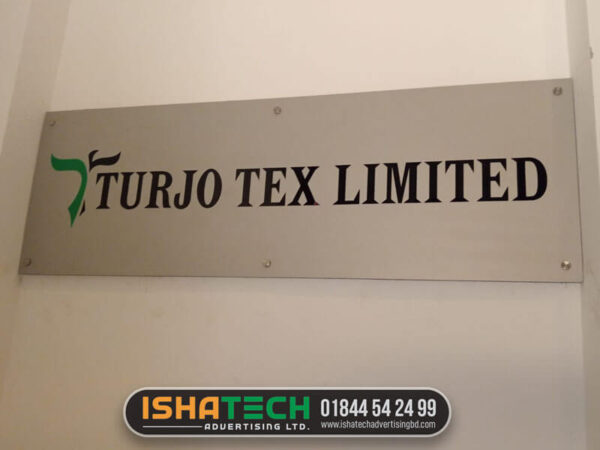 TURJO TEX LIMITED
ISHATECH
ADVERTISING LTD.
01844 54 24 99
www.ishatechadvertisingbd.com